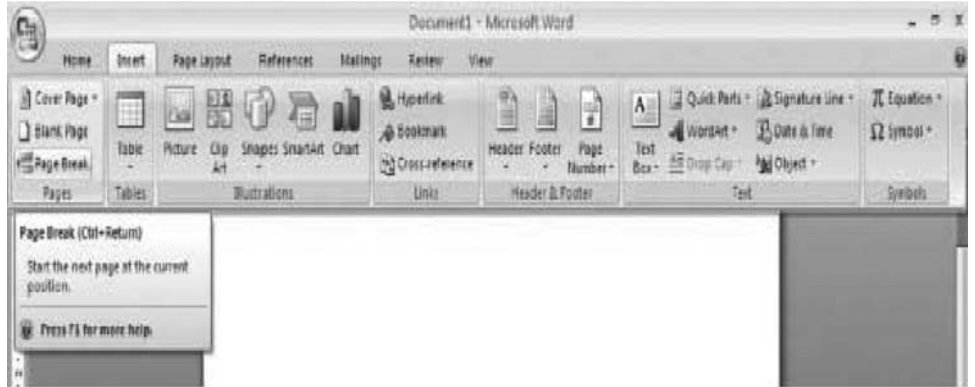 Document1 - Microsoft Word
Home Insert Page Layout References Mailings Review View
Cover Page
Blank Page
Page Break
Pages
Table
Tables
Picture Clip Art Shapes SmartArt Chart
Illustrations
Hyperlink
Bookmark
Cross-reference
Links
Header Footer Page Number
Header & Footer
Text Box
Quick Parts
WordArt
Drop Cap
Signature Line
Date & Time
Object
Text
π Equation
Ω Symbol
Symbols
Page Break (Ctrl+Return)
Start the next page at the current
position.
Press F1 for more help.